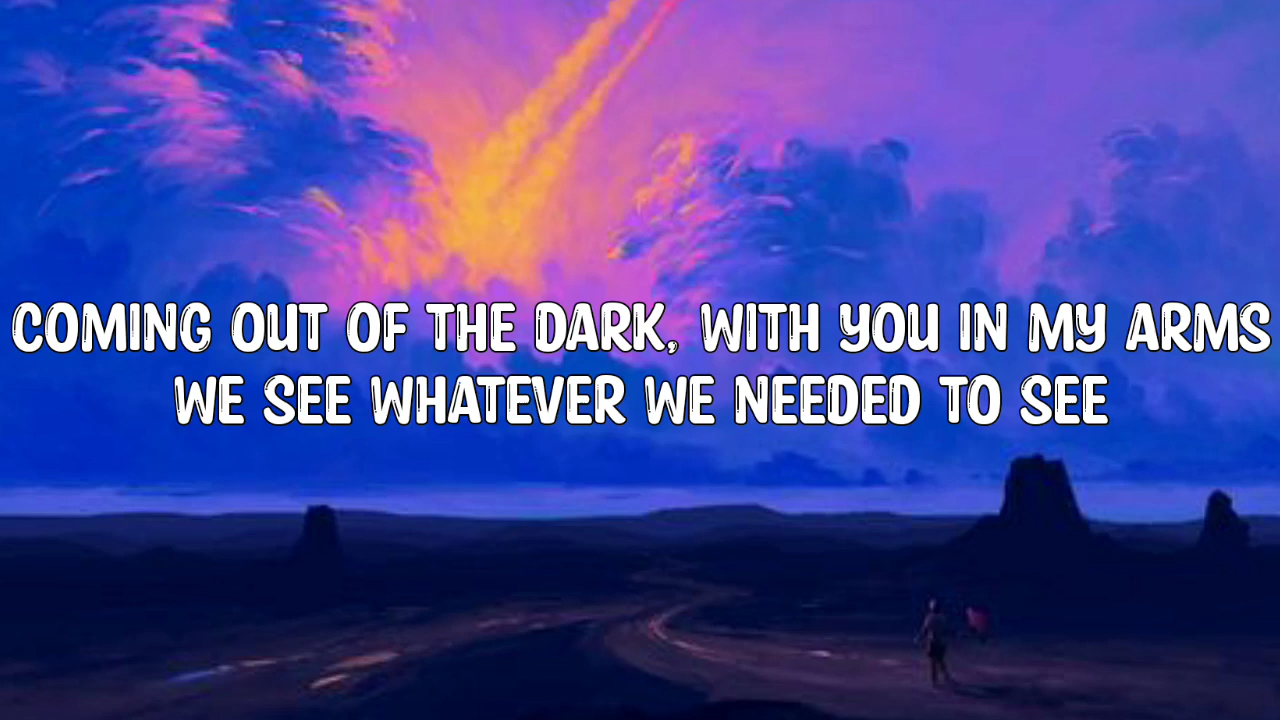 COMING OUT OF THE DARK, WITH YOU IN MY ARMS
WE SEE WHATEVER WE NEEDED TO SEE